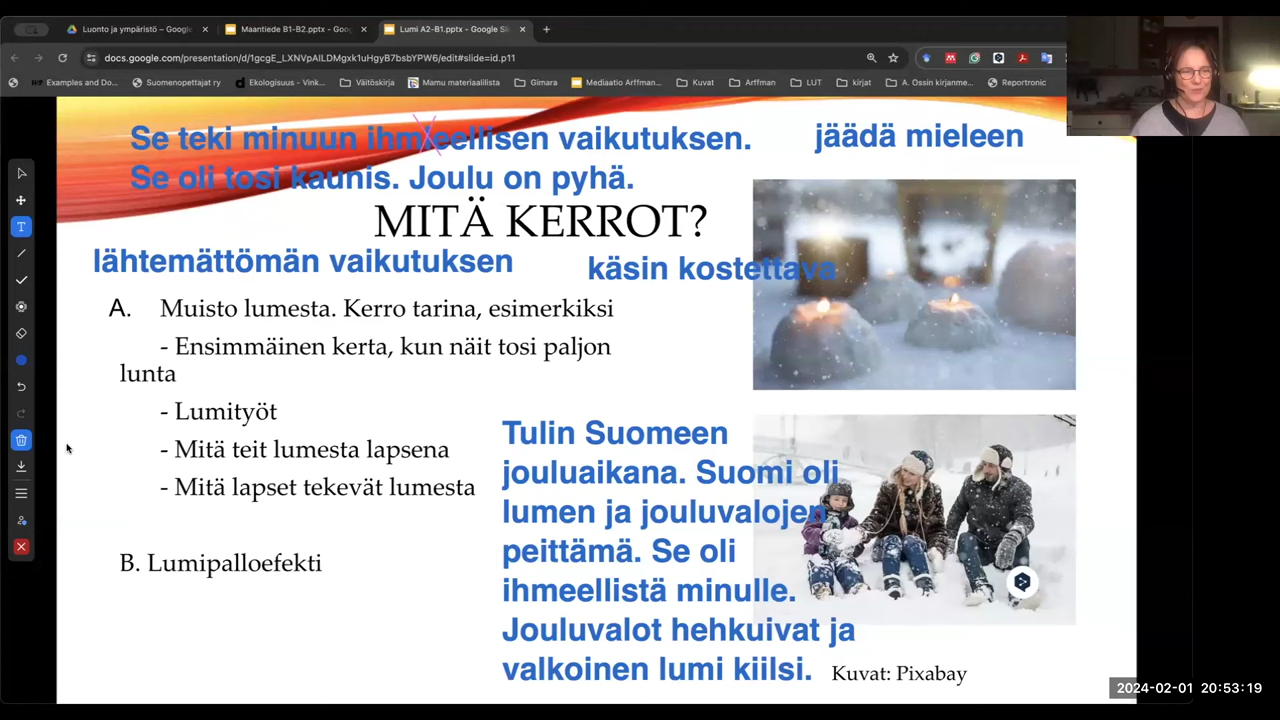 Luonto ja ympäristö – Google
Maantiede B1-B2.pptx - Goog
Lumi A2-B1.pptx - Google Sli
docs.google.com/presentation/d/1gcgE_LXNVpAILDMgxk1uHgyB7bsbYPW6/edit#slide=id.p11
Examples and Do...
Suomenopettajat ry
Ekologisuus - Vink...
Väitöskirja
Mamu materiaalilista
Gimara
Mediaatio Arffman...
Kuvat
Arffman
LUT
kirjat
A. Ossin kirjanme...
Reportronic
Se teki minuun ihmeellisen vaikutuksen.
jäädä mieleen
Se oli tosi kaunis. Joulu on pyhä.
MITÄ KERROT?
lähtemättömän vaikutuksen
käsin kostettava
A. Muisto lumesta. Kerro tarina, esimerkiksi
- Ensimmäinen kerta, kun näit tosi paljon
lunta
- Lumityöt
- Mitä teit lumesta lapsena
- Mitä lapset tekevät lumesta
B. Lumipalloefekti
Tulin Suomeen
jouluaikana. Suomi oli
lumen ja jouluvalojen
peittämä. Se oli
ihmeellistä minulle.
Jouluvalot hehkuivat ja
valkoinen lumi kiilsi.
Kuvat: Pixabay
2024-02-01 20:53:19